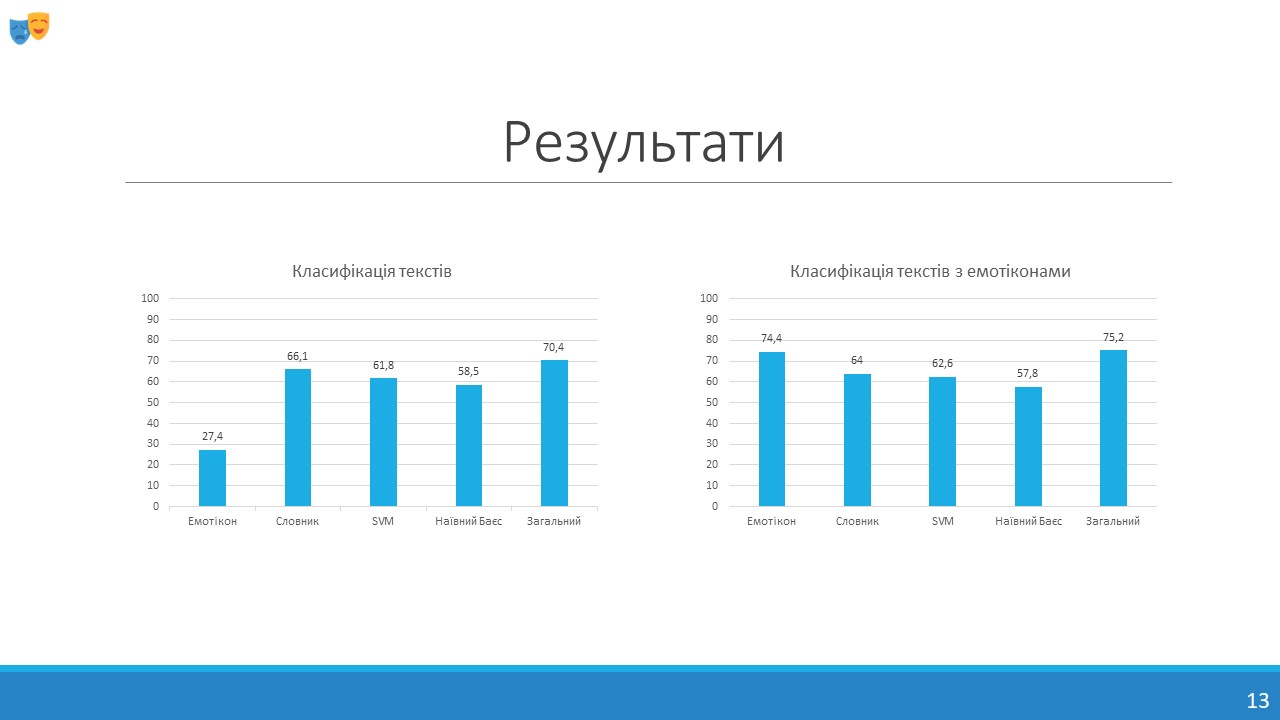 Результати
Класифікація текстів
100
90
80
70
60
50
40
30
20
10
0
27,4
66,1
61,8
58,5
70,4
Емотікон
Словник
SVM
Наївний Баєс
Загальний
Класифікація текстів з емотіконами
100
90
80
70
60
50
40
30
20
10
0
74,4
64
62,6
57,8
75,2
Емотікон
Словник
SVM
Наївний Баєс
Загальний
13